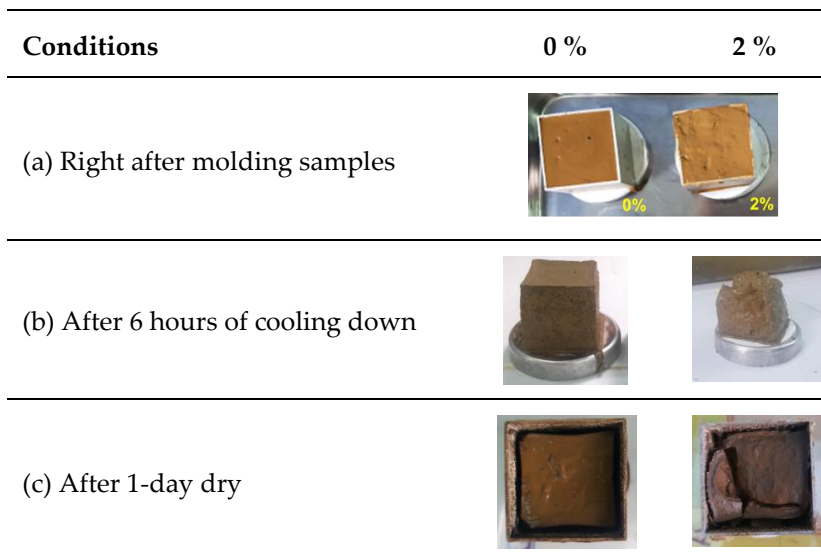 Conditions 0 % 2 %
(a) Right after molding samples
0% 2%
(b) After 6 hours of cooling down
(c) After 1-day dry